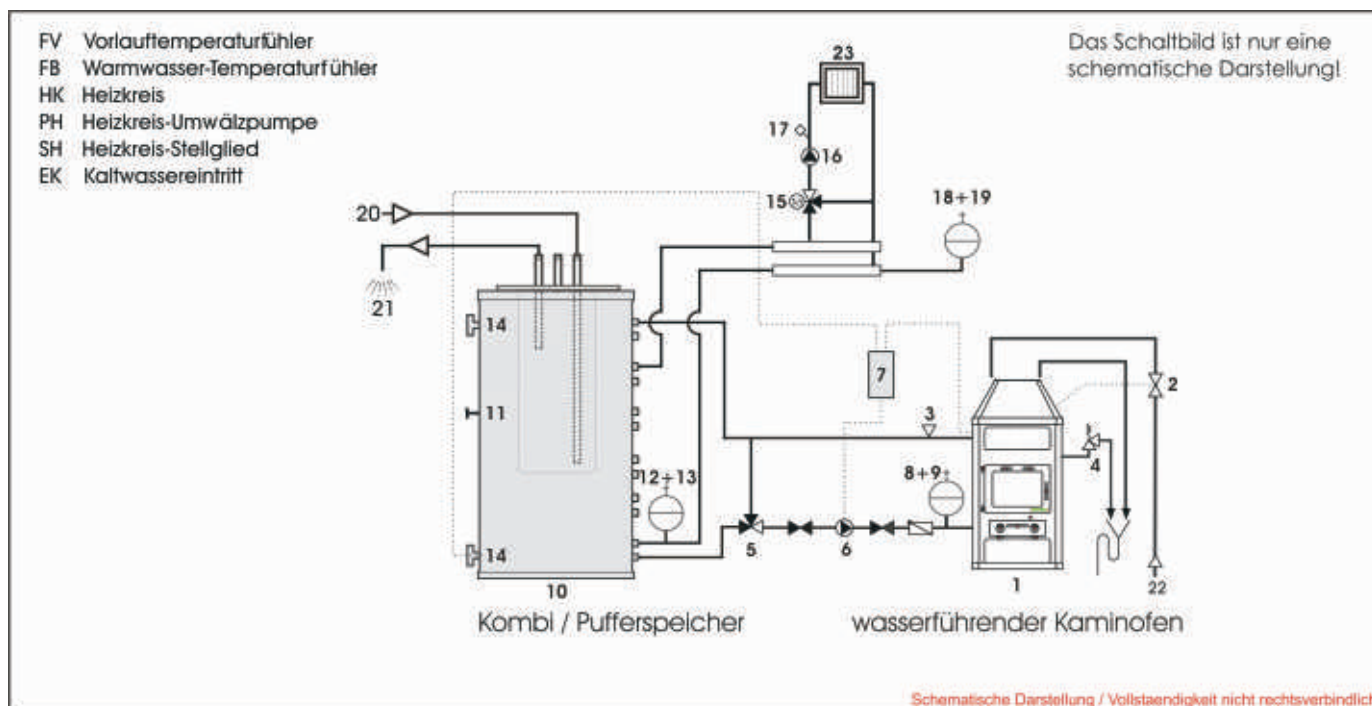 FV Vorlauftemperaturfühler
FB Warmwasser-Temperaturfühler
HK Heizkreis
PH Heizkreis-Umwälzpumpe
SH Heizkreis-Stellglied
EK Kaltwassereintritt
Das Schaltbild ist nur eine
schematische Darstellung!
23
17
16
15
18+19
20
21
14
7
2
11
3
4
12+13
8+9
5
6
14
10
1
22
Kombi / Pufferspeicher
wasserführender Kaminofen
Schematische Darstellung / Vollstaendigkeit nicht rechtsverbindlich